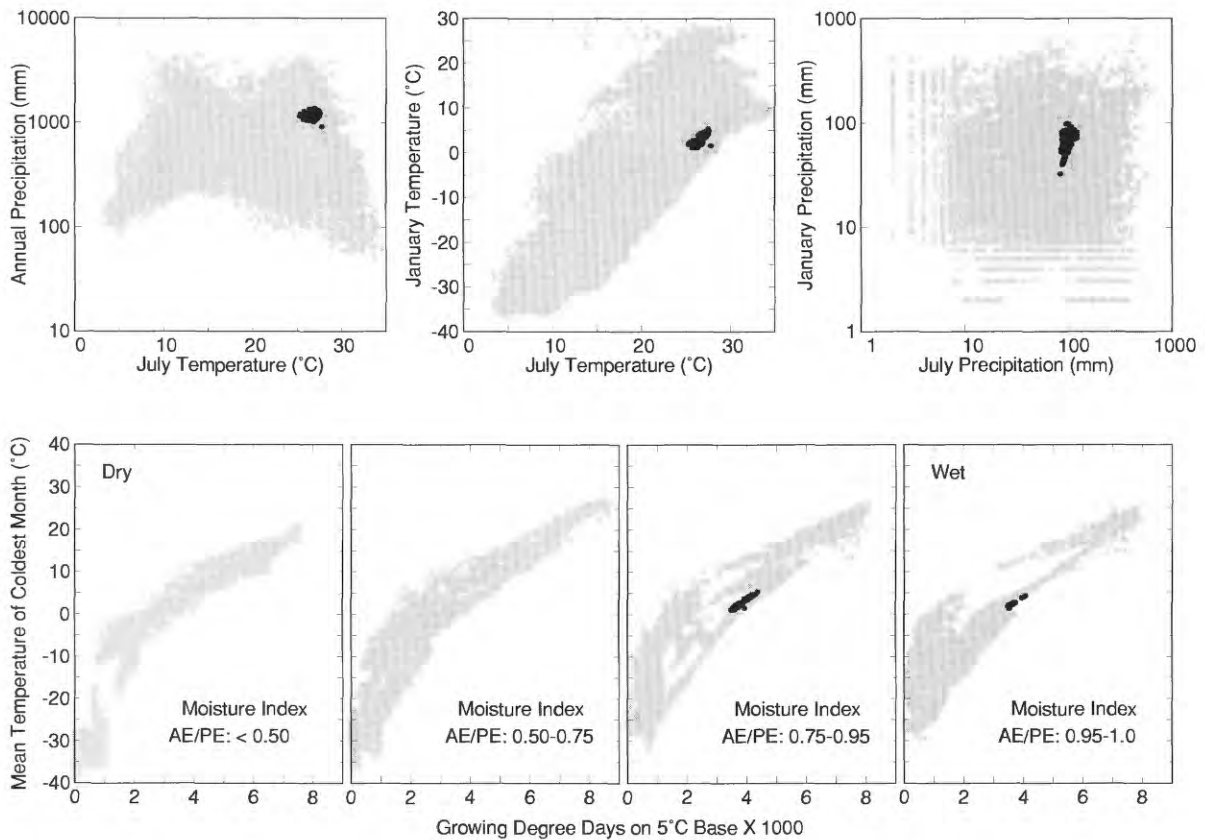 10000
1000
100
10
Annual Precipitation (mm)
0 10 20 30
July Temperature (°C)
30
20
10
0
-10
-20
-30
-40
January Temperature (°C)
0 10 20 30
July Temperature (°C)
1000
100
10
1
January Precipitation (mm)
1 10 100 1000
July Precipitation (mm)
40
30
20
10
0
-10
-20
-30
-40
Mean Temperature of Coldest Month (°C)
Dry
Moisture Index
AE/PE: < 0.50
0 2 4 6 8
Moisture Index
AE/PE: 0.50-0.75
0 2 4 6 8
Moisture Index
AE/PE: 0.75-0.95
0 2 4 6 8
Wet
Moisture Index
AE/PE: 0.95-1.0
0 2 4 6 8
Growing Degree Days on 5°C Base X 1000